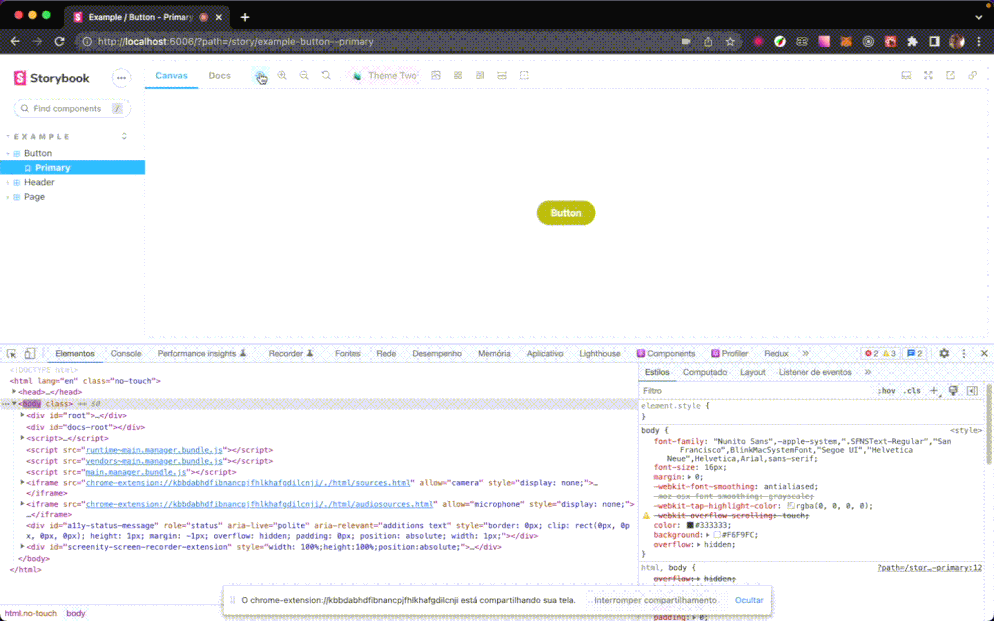 Example / Button - Primary
http://localhost:6006/?path=/story/example-button--primary
Storybook
Canvas Docs Theme Two
Find components /
EXAMPLE
Button
Primary
Header
Page
Button
Elementos Console Performance insights Recorder Fontes Rede Desempenho Memória Aplicativo Lighthouse Components Profiler Redux » 2 3 2
<!DOCTYPE html>
<html lang="en" class="no-touch">
<head>…</head>
<body class> == $0
<div id="root">…</div>
<div id="docs-root"></div>
<script>…</script>
<script src="runtime~main.manager.bundle.js"></script>
<script src="vendors~main.manager.bundle.js"></script>
<script src="main.manager.bundle.js"></script>
<iframe src="chrome-extension://kbbdabhdfibnancpjfhlkhafgdilcnji/./html/sources.html" allow="camera" style="display: none;">…
</iframe>
<iframe src="chrome-extension://kbbdabhdfibnancpjfhlkhafgdilcnji/./html/audiosources.html" allow="microphone" style="display: none;">
…</iframe>
<div id="a11y-status-message" role="status" aria-live="polite" aria-relevant="additions text" style="border: 0px; clip: rect(0px, 0p
x, 0px, 0px); height: 1px; margin: -1px; overflow: hidden; padding: 0px; position: absolute; width: 1px;"></div>
<div id="screenity-screen-recorder-extension" style="width: 100%;height:100%;position:absolute;">…</div>
</body>
</html>
html.no-touch body
Estilos Computado Layout Listener de eventos »
Filtro :hov .cls +
element.style {
}
body { <style>
font-family: "Nunito Sans",-apple-system,".SFNSText-Regular","San
Francisco",BlinkMacSystemFont,"Segoe UI","Helvetica
Neue",Helvetica,Arial,sans-serif;
font-size: 16px;
margin: 0;
-webkit-font-smoothing: antialiased;
-moz-osx-font-smoothing: grayscale;
-webkit-tap-highlight-color: rgba(0, 0, 0, 0);
-webkit-overflow-scrolling: touch;
color: #333333;
background: #F6F9FC;
overflow: hidden;
}
html, body { ?path=/stor…-primary:12
overflow: hidden;
padding: 0;
O chrome-extension://kbbdabhdfibnancpjfhlkhafgdilcnji está compartilhando sua tela. Interromper compartilhamento Ocultar